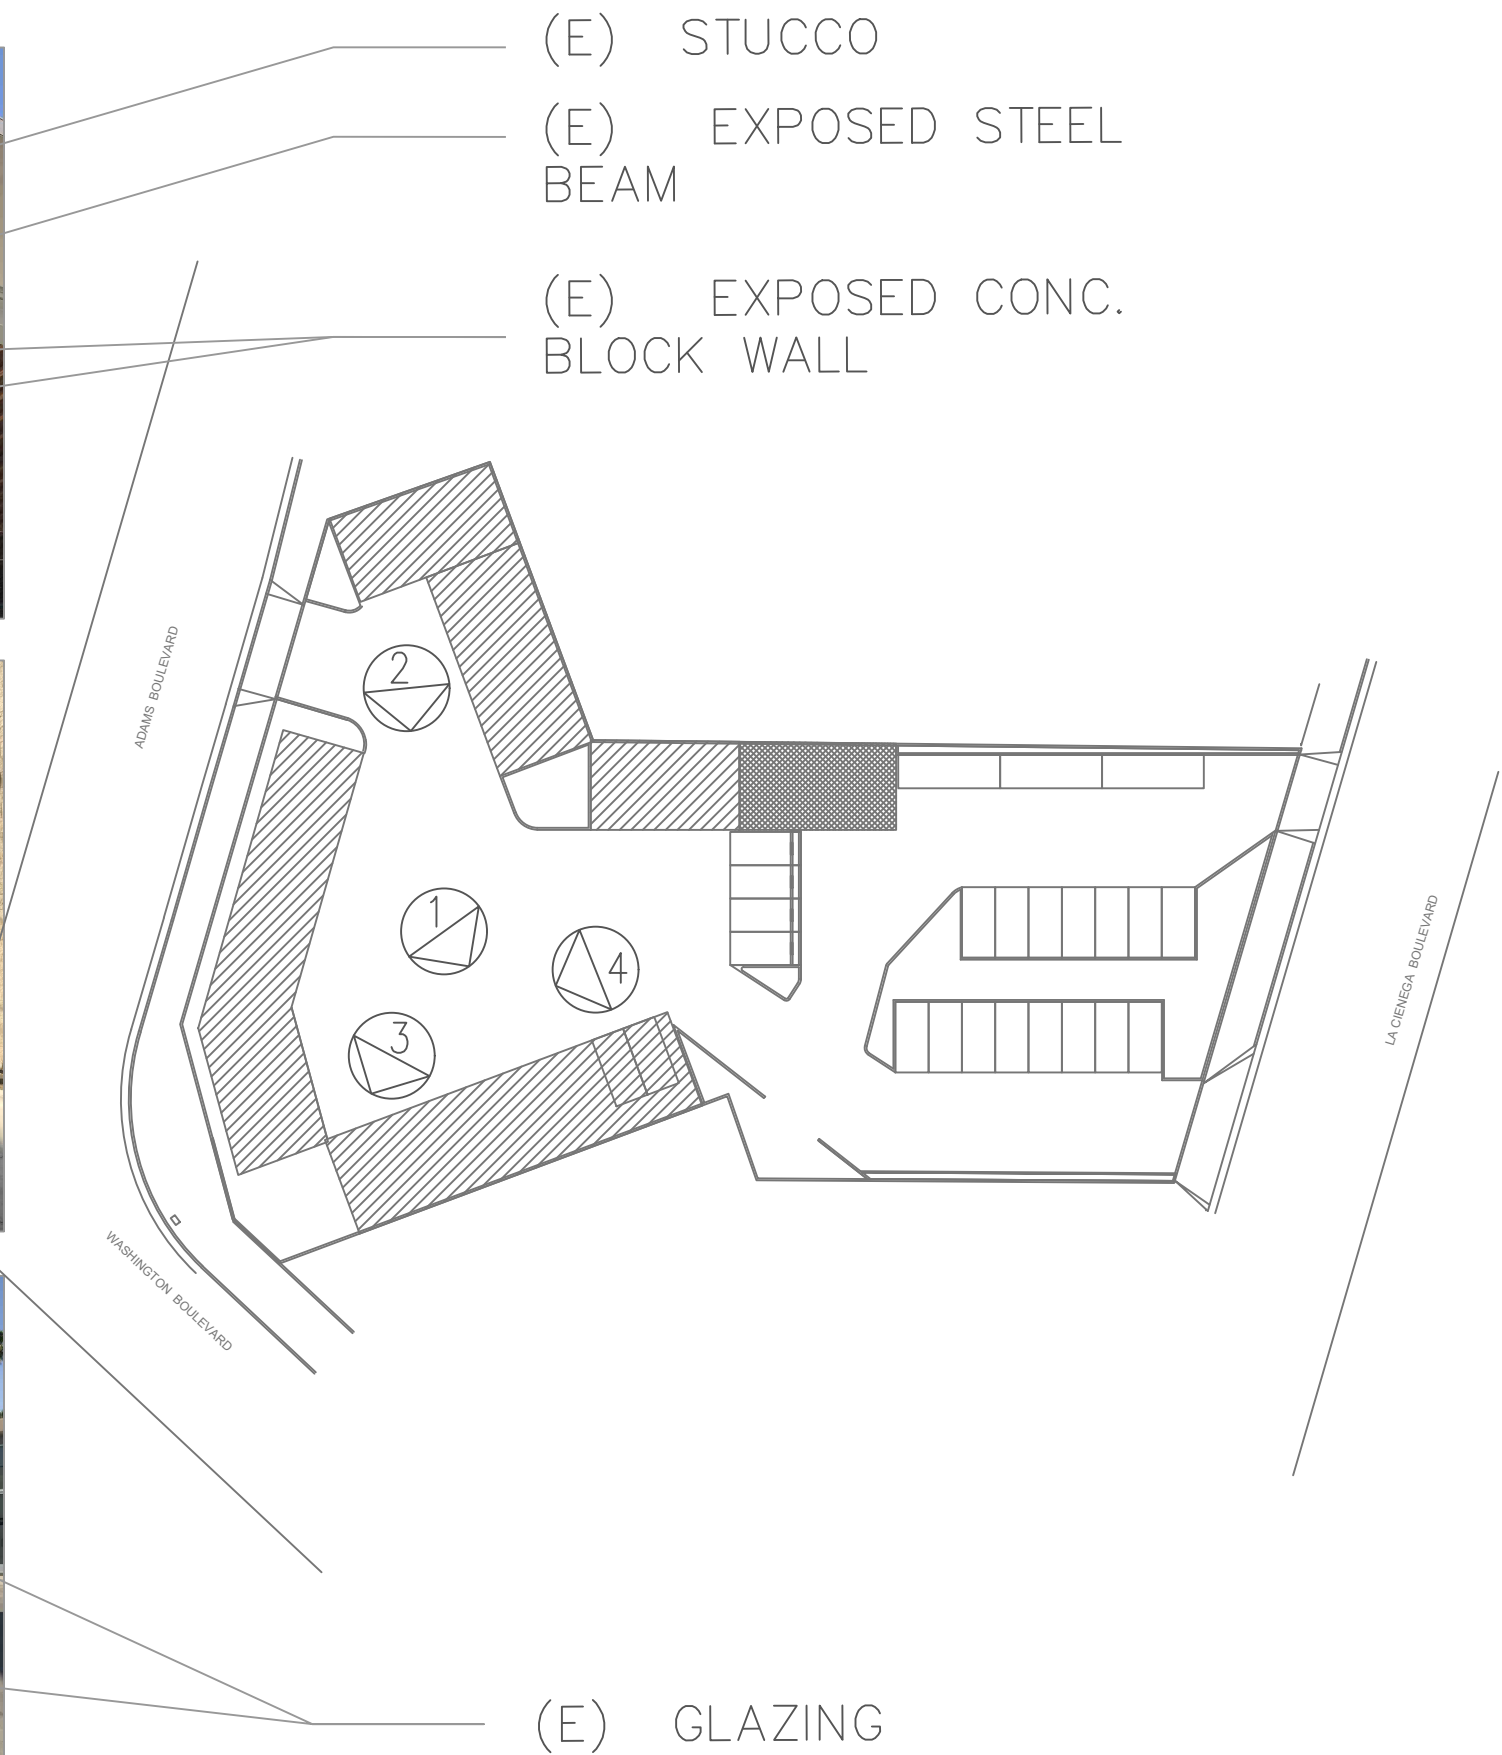 (E) STUCCO
(E) EXPOSED STEEL
BEAM
(E) EXPOSED CONC.
BLOCK WALL
2
ADAMS BOULEVARD
1
4
LA CIENEGA BOULEVARD
3
WASHINGTON BOULEVARD
(E) GLAZING